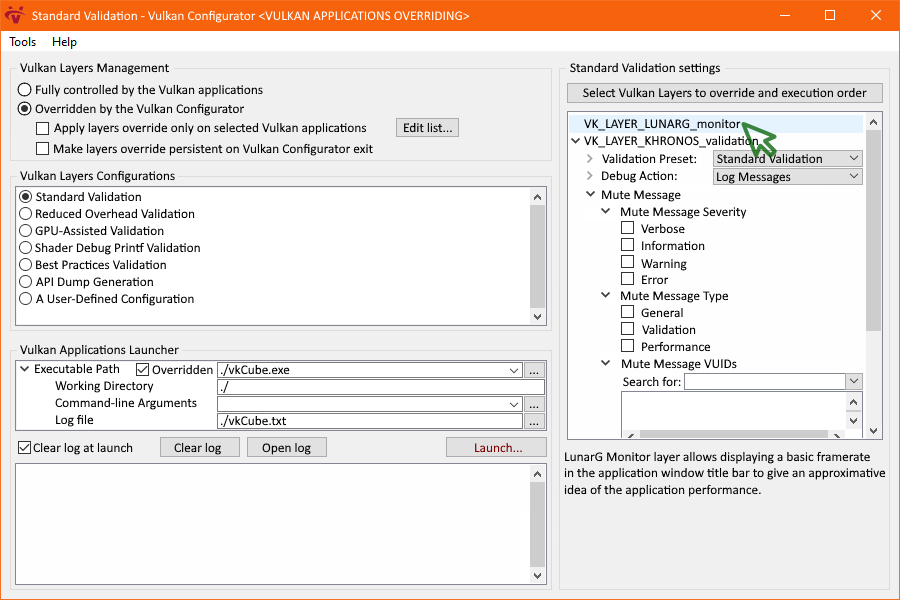 Standard Validation - Vulkan Configurator <VULKAN APPLICATIONS OVERRIDING>
Tools Help
Vulkan Layers Management
Fully controlled by the Vulkan applications
Overridden by the Vulkan Configurator
Apply layers override only on selected Vulkan applications
Edit list...
Make layers override persistent on Vulkan Configurator exit
Vulkan Layers Configurations
Standard Validation
Reduced Overhead Validation
GPU-Assisted Validation
Shader Debug Printf Validation
Best Practices Validation
API Dump Generation
A User-Defined Configuration
Vulkan Applications Launcher
Executable Path Overridden ./vkCube.exe ...
Working Directory ./
Command-line Arguments ...
Log file ./vkCube.txt ...
Clear log at launch Clear log Open log Launch...
Standard Validation settings
Select Vulkan Layers to override and execution order
VK_LAYER_LUNARG_monitor
VK_LAYER_KHRONOS_validation
Validation Preset: Standard Validation
Debug Action: Log Messages
Mute Message
Mute Message Severity
Verbose
Information
Warning
Error
Mute Message Type
General
Validation
Performance
Mute Message VUIDs
Search for:
LunarG Monitor layer allows displaying a basic framerate
in the application window title bar to give an approximative
idea of the application performance.